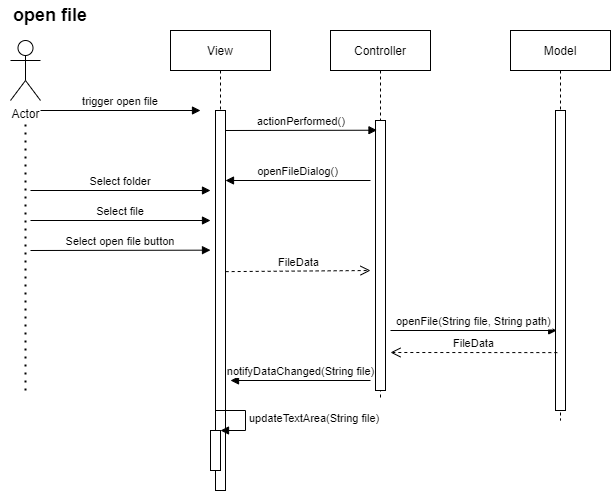 open file
View
Controller
Model
Actor
trigger open file
actionPerformed()
openFileDialog()
Select folder
Select file
Select open file button
FileData
openFile(String file, String path)
FileData
notifyDataChanged(String file)
updateTextArea(String file)